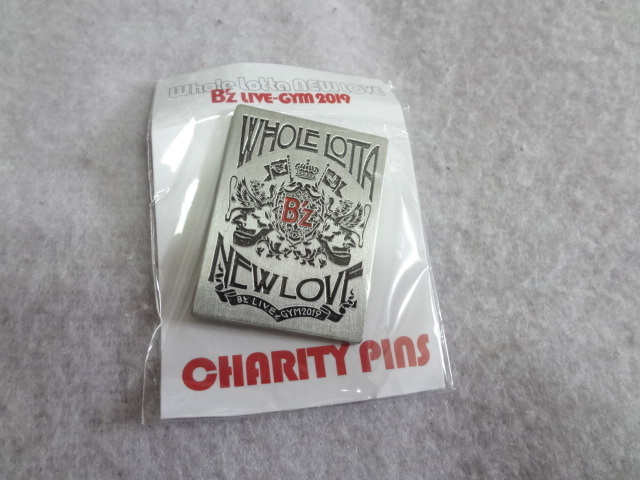 Whole Lotta NEW LOVE
B'z LIVE-GYM 2019
WHOLE LOTTA
B'z
NEW LOVE
B'z LIVE-GYM 2019
CHARITY PINS